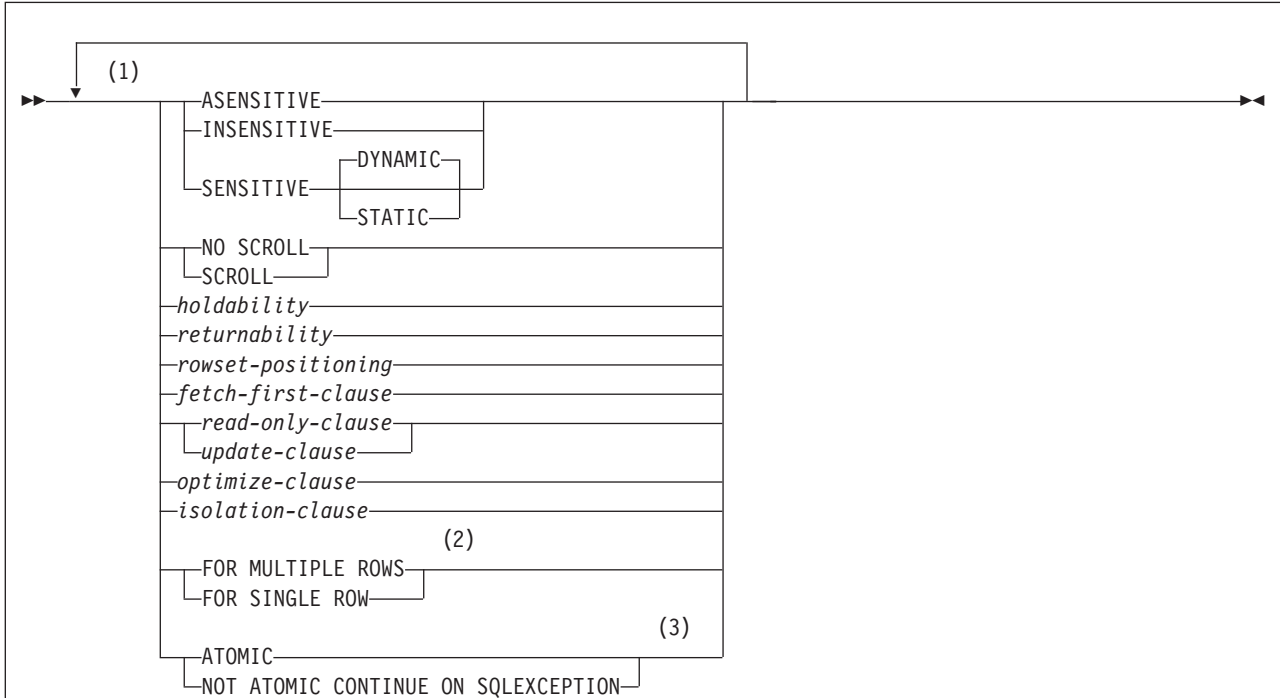 (1)
ASENSITIVE
INSENSITIVE
DYNAMIC
SENSITIVE
STATIC
NO SCROLL
SCROLL
holdability
returnability
rowset-positioning
fetch-first-clause
read-only-clause
update-clause
optimize-clause
isolation-clause
(2)
FOR MULTIPLE ROWS
FOR SINGLE ROW
(3)
ATOMIC
NOT ATOMIC CONTINUE ON SQLEXCEPTION